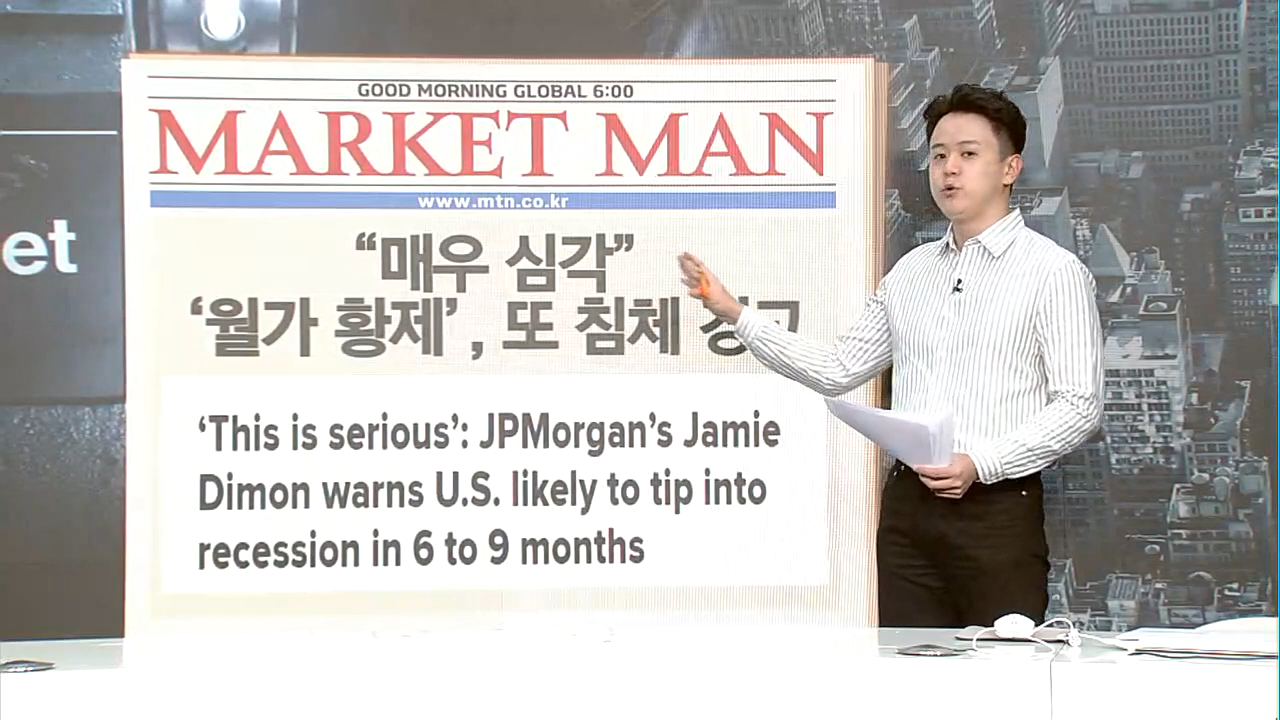 GOOD MORNING GLOBAL 6:00
MARKET MAN
www.mtn.co.kr
et
“매우 심각”
‘월가 황제’, 또 침체
‘This is serious’: JPMorgan’s Jamie
Dimon warns U.S. likely to tip into
recession in 6 to 9 months